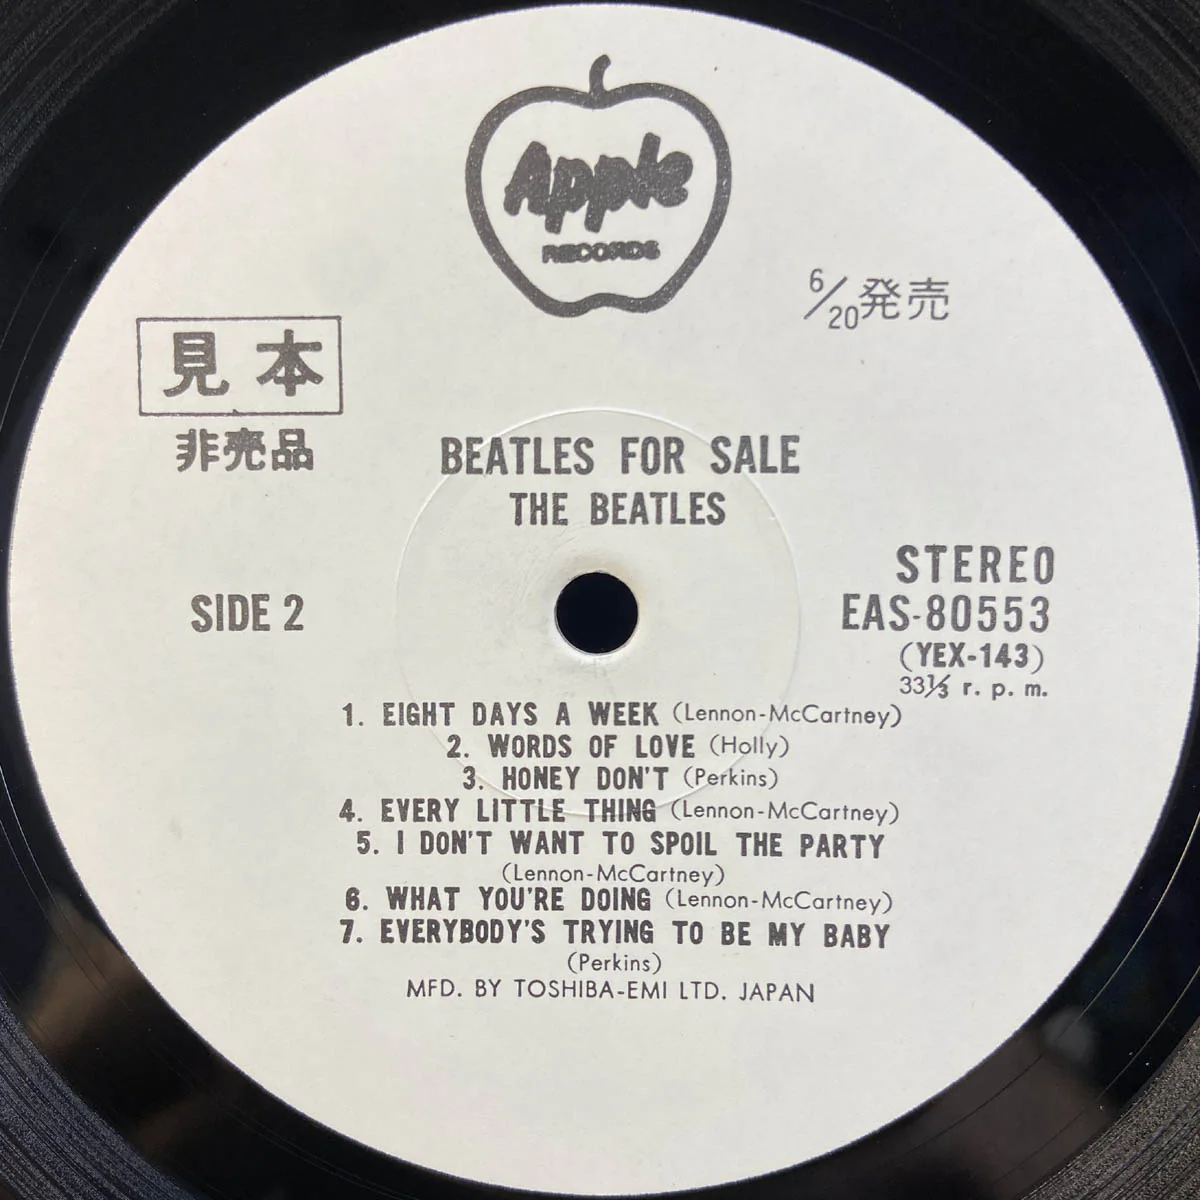 Apple
RECORDS
6/20発売
見本
非売品
BEATLES FOR SALE
THE BEATLES
STEREO
SIDE 2
EAS-80553
(YEX-143)
33⅓ r. p. m.
1. EIGHT DAYS A WEEK (Lennon-McCartney)
2. WORDS OF LOVE (Holly)
3. HONEY DON'T (Perkins)
4. EVERY LITTLE THING (Lennon-McCartney)
5. I DON'T WANT TO SPOIL THE PARTY
(Lennon-McCartney)
6. WHAT YOU'RE DOING (Lennon-McCartney)
7. EVERYBODY'S TRYING TO BE MY BABY
(Perkins)
MFD. BY TOSHIBA-EMI LTD. JAPAN